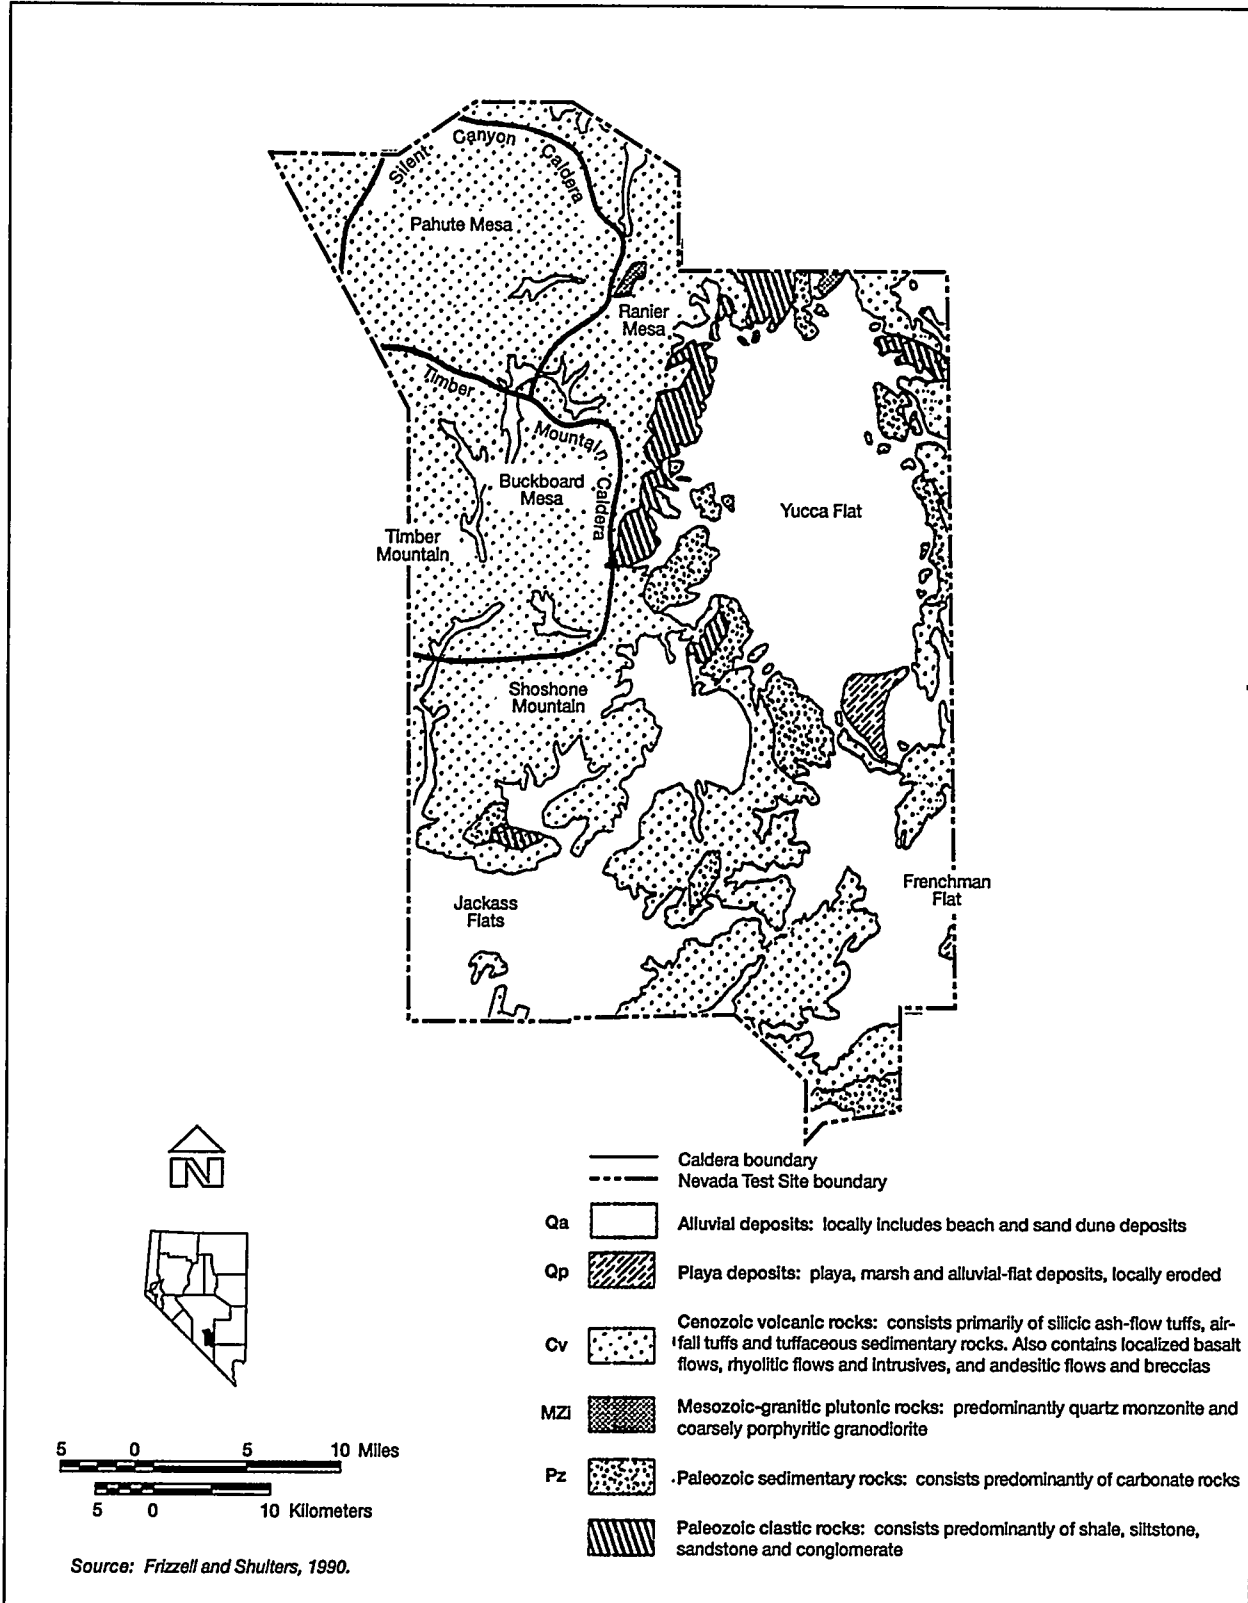 Silent Canyon Caldera
Pahute Mesa
Ranier
Mesa
Timber Mountain Caldera
Buckboard
Mesa
Yucca Flat
Timber
Mountain
Shoshone
Mountain
Frenchman
Flat
Jackass
Flats
N
Caldera boundary
Nevada Test Site boundary
Qa Alluvial deposits: locally includes beach and sand dune deposits
Qp Playa deposits: playa, marsh and alluvial-flat deposits, locally eroded
Cenozoic volcanic rocks: consists primarily of silicic ash-flow tuffs, air-
Cv fall tuffs and tuffaceous sedimentary rocks. Also contains localized basalt
flows, rhyolitic flows and intrusives, and andesitic flows and breccias
MZi Mesozoic-granitic plutonic rocks: predominantly quartz monzonite and
coarsely porphyritic granodiorite
Pz Paleozoic sedimentary rocks: consists predominantly of carbonate rocks
Paleozoic clastic rocks: consists predominantly of shale, siltstone,
sandstone and conglomerate
5 0 5 10 Miles
5 0 10 Kilometers
Source: Frizzell and Shulters, 1990.